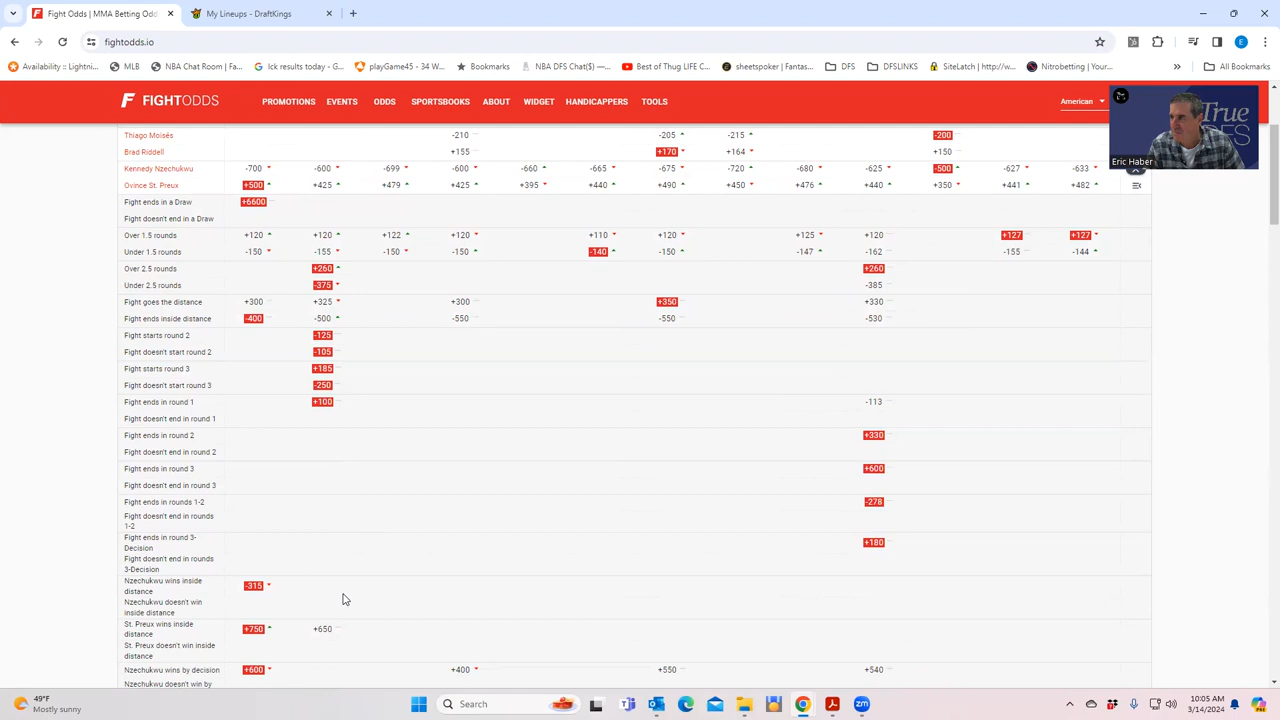 Fight Odds | MMA Betting Odd
My Lineups - DraftKings
fightodds.io
Availability :: Lightni... MLB NBA Chat Room :: Fa... Ick results today - G... playGame45 - 34 W... Bookmarks NBA DFS Chat($) —... Best of Thug LIFE C... sheetspoker | Fantas... DFS DFSLINKS SiteLatch | http://w... Nitrobetting | Your... All Bookmarks
FIGHTODDS PROMOTIONS EVENTS ODDS SPORTSBOOKS ABOUT WIDGET HANDICAPPERS TOOLS American
True
Eric Haber
Thiago Moisés -210 -205 -215 -200
Brad Riddell +155 +170 +164 +150
Kennedy Nzechukwu -700 -600 -699 -600 -660 -665 -675 -720 -680 -625 -500 -627 -633
Ovince St. Preux +500 +425 +479 +425 +395 +440 +490 +450 +476 +440 +350 +441 +482
Fight ends in a Draw +6600
Fight doesn't end in a Draw
Over 1.5 rounds +120 +120 +122 +120 +110 +120 +125 +120 +127 +127
Under 1.5 rounds -150 -155 -150 -150 -140 -150 -147 -162 -155 -144
Over 2.5 rounds +260 +260
Under 2.5 rounds -375 -385
Fight goes the distance +300 +325 +300 +350 +330
Fight ends inside distance -400 -500 -550 -550 -530
Fight starts round 2 -125
Fight doesn't start round 2 -105
Fight starts round 3 +185
Fight doesn't start round 3 -250
Fight ends in round 1 +100 -113
Fight doesn't end in round 1
Fight ends in round 2 +330
Fight doesn't end in round 2
Fight ends in round 3 +600
Fight doesn't end in round 3
Fight ends in rounds 1-2 -278
Fight doesn't end in rounds
1-2
Fight ends in round 3-
Decision +180
Fight doesn't end in rounds
3-Decision
Nzechukwu wins inside
distance -315
Nzechukwu doesn't win
inside distance
St. Preux wins inside
distance +750 +650
St. Preux doesn't win inside
distance
Nzechukwu wins by decision +600 +400 +550 +540
Nzechukwu doesn't win by
49°F
Mostly sunny
Search
10:05 AM
3/14/2024